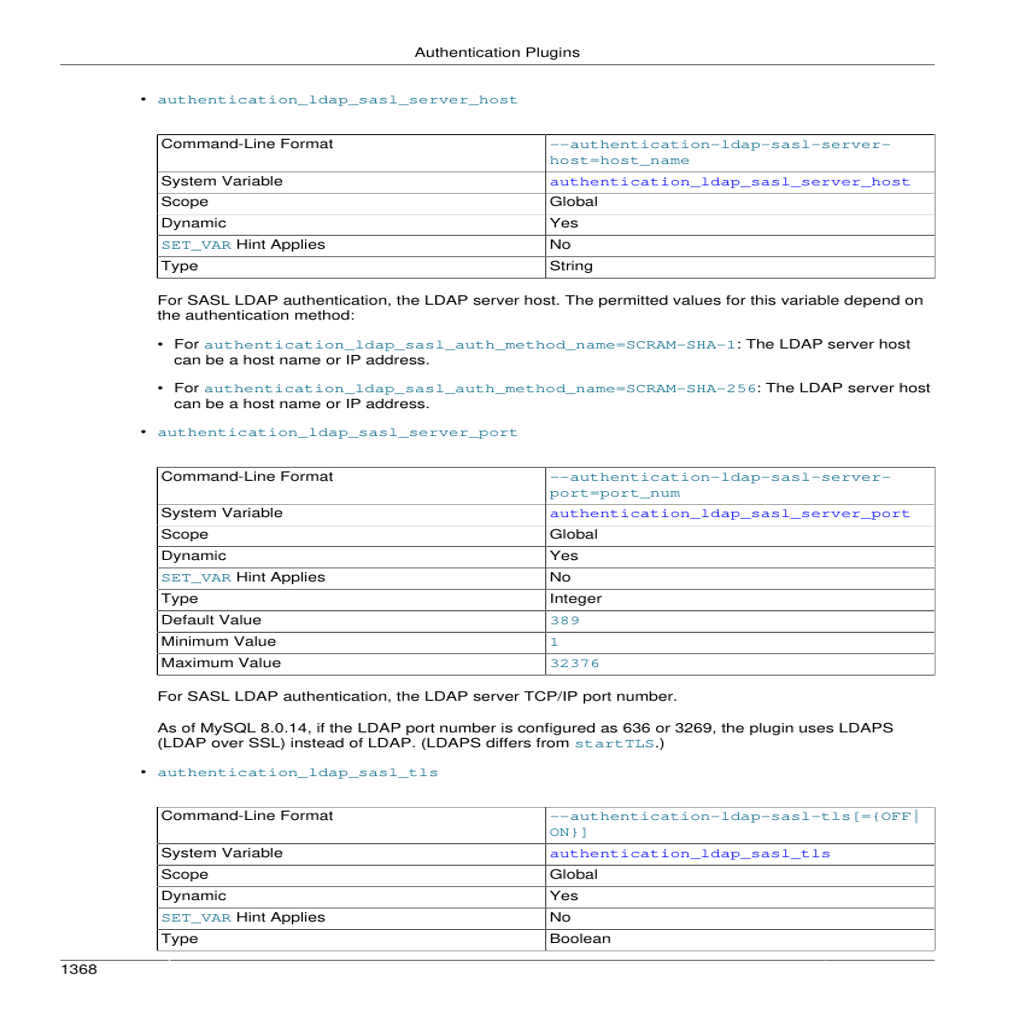 Authentication Plugins
• authentication_ldap_sasl_server_host
Command-Line Format --authentication-ldap-sasl-server-
host=host_name
System Variable authentication_ldap_sasl_server_host
Scope Global
Dynamic Yes
SET_VAR Hint Applies No
Type String
For SASL LDAP authentication, the LDAP server host. The permitted values for this variable depend on
the authentication method:
• For authentication_ldap_sasl_auth_method_name=SCRAM-SHA-1: The LDAP server host
can be a host name or IP address.
• For authentication_ldap_sasl_auth_method_name=SCRAM-SHA-256: The LDAP server host
can be a host name or IP address.
• authentication_ldap_sasl_server_port
Command-Line Format --authentication-ldap-sasl-server-
port=port_num
System Variable authentication_ldap_sasl_server_port
Scope Global
Dynamic Yes
SET_VAR Hint Applies No
Type Integer
Default Value 389
Minimum Value 1
Maximum Value 32376
For SASL LDAP authentication, the LDAP server TCP/IP port number.
As of MySQL 8.0.14, if the LDAP port number is configured as 636 or 3269, the plugin uses LDAPS
(LDAP over SSL) instead of LDAP. (LDAPS differs from startTLS.)
• authentication_ldap_sasl_tls
Command-Line Format --authentication-ldap-sasl-tls[={OFF|
ON}]
System Variable authentication_ldap_sasl_tls
Scope Global
Dynamic Yes
SET_VAR Hint Applies No
Type Boolean
1368